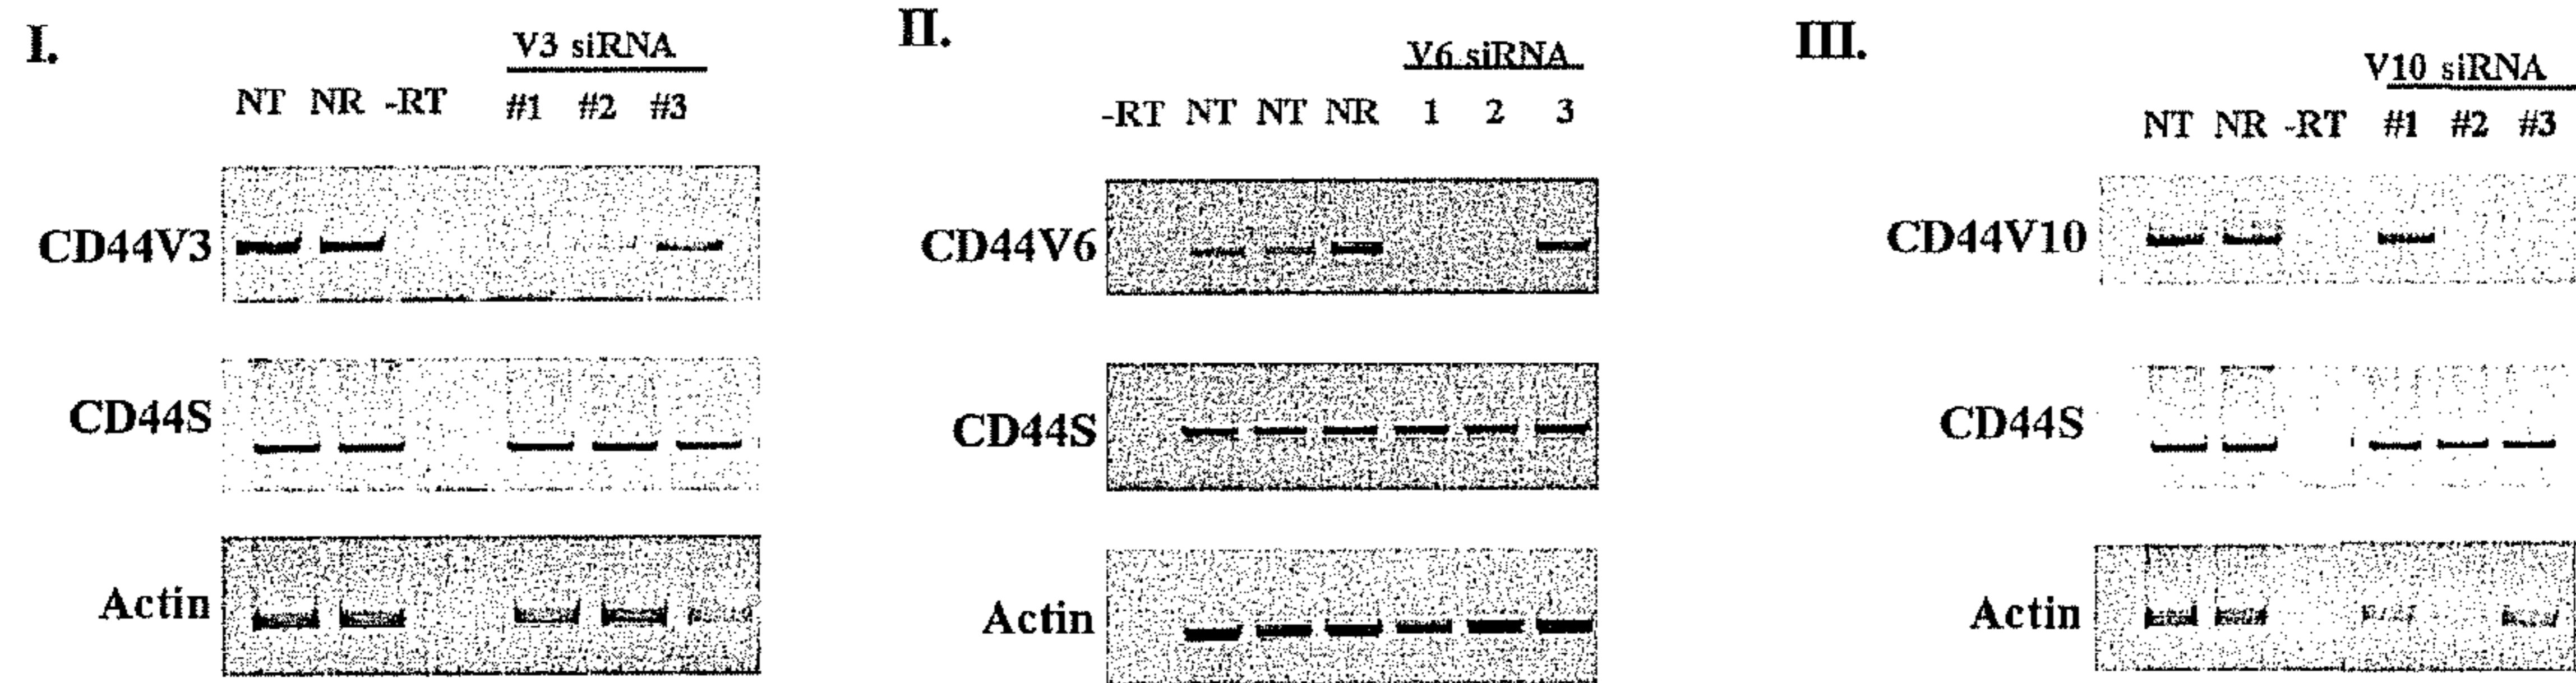 I.
V3 siRNA
NT NR -RT #1 #2 #3
CD44V3
CD44S
Actin
II.
V6 siRNA
-RT NT NT NR 1 2 3
CD44V6
CD44S
Actin
III.
V10 siRNA
NT NR -RT #1 #2 #3
CD44V10
CD44S
Actin